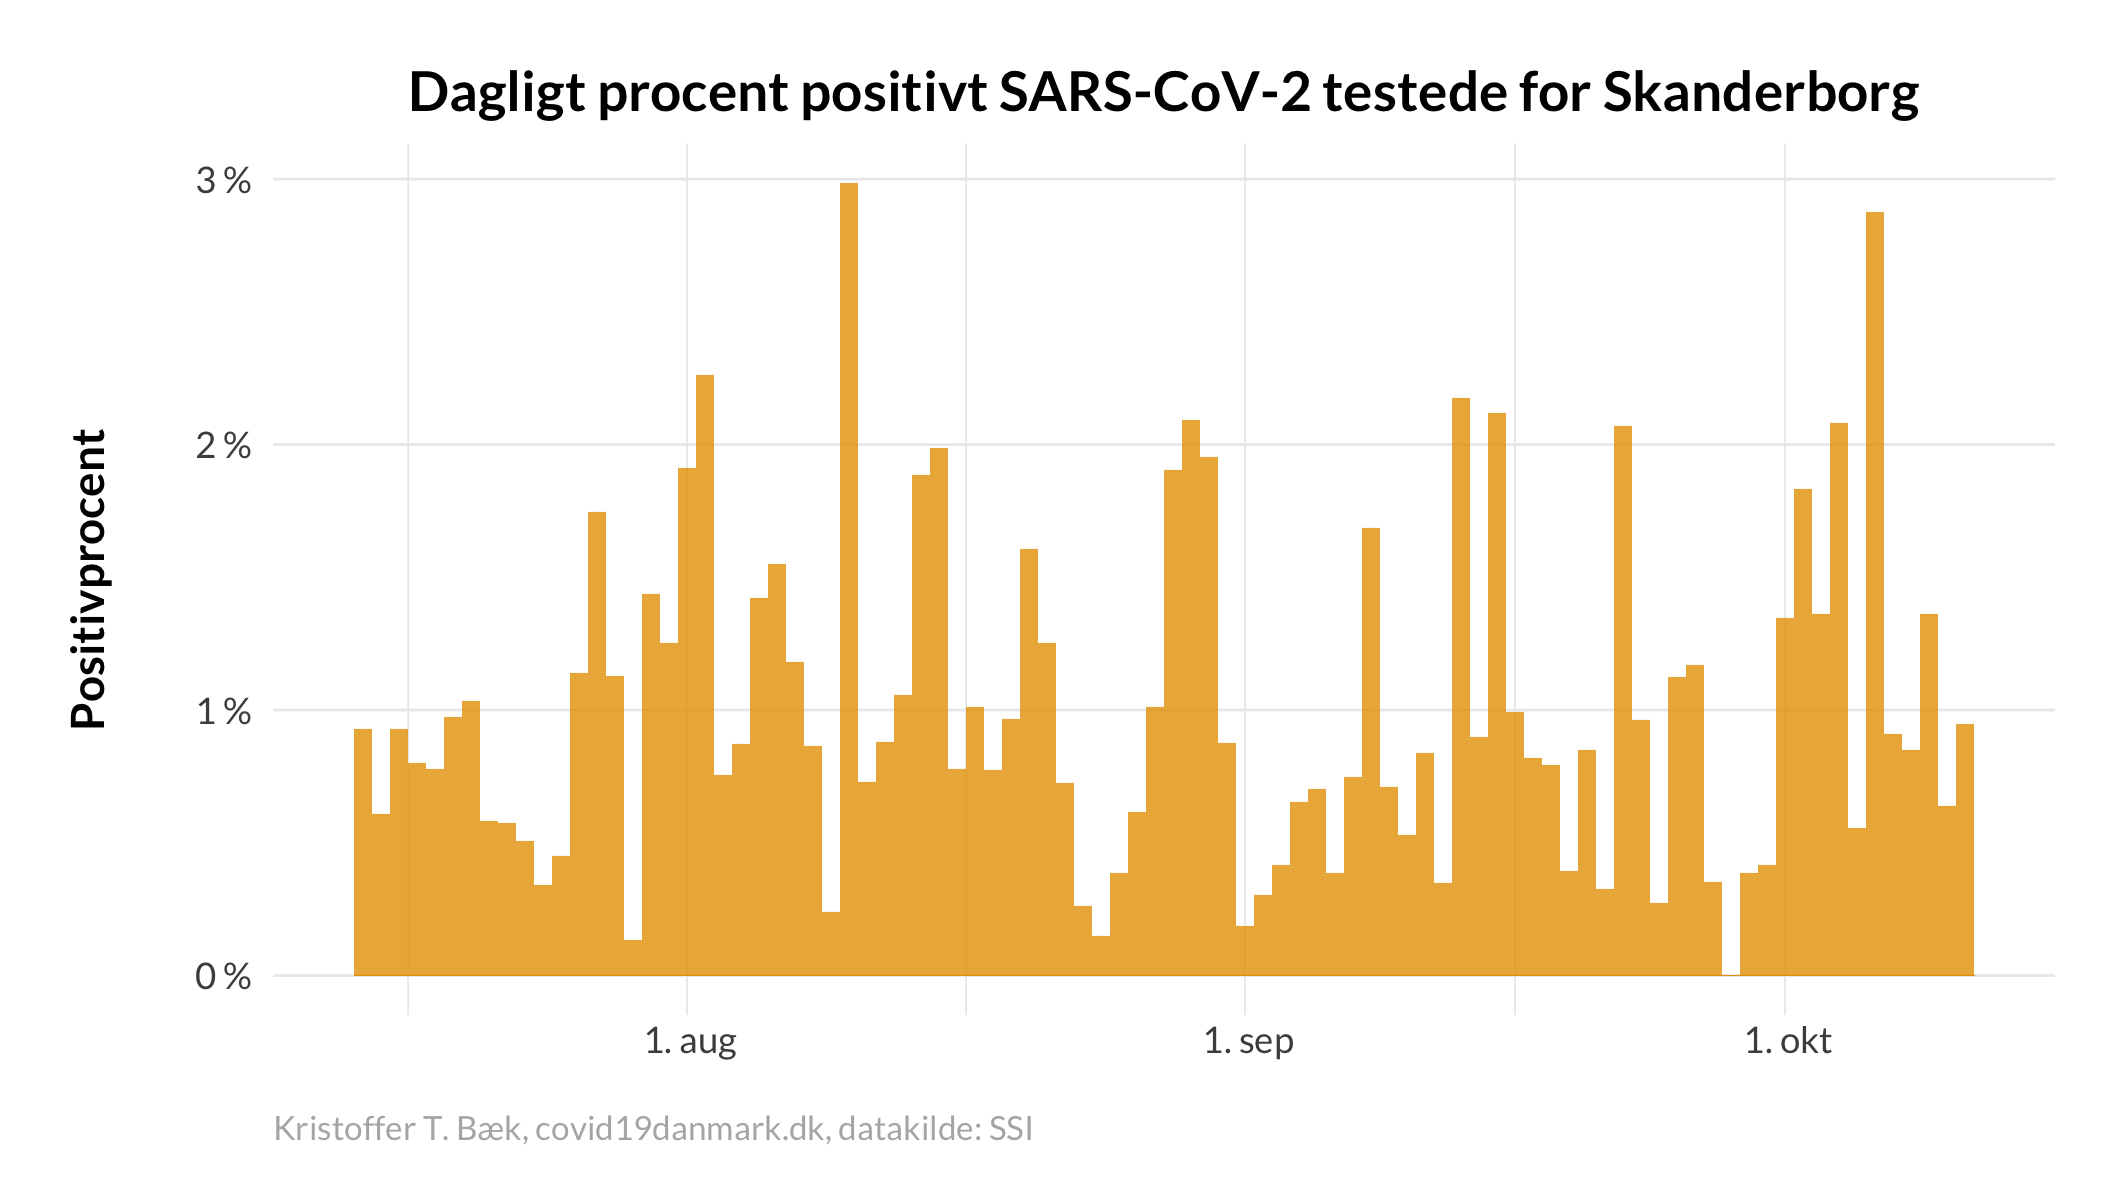 Dagligt procent positivt SARS-CoV-2 testede for Skanderborg
Positivprocent
3 %
2 %
1 %
0 %
1. aug
1. sep
1. okt
Kristoffer T. Bæk, covid19danmark.dk, datakilde: SSI